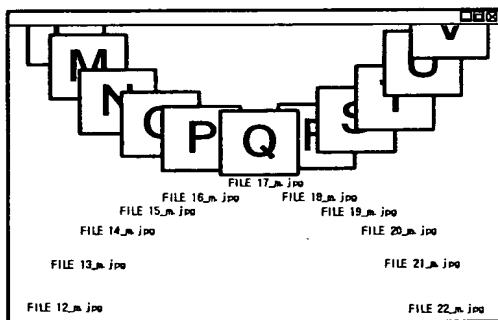 M N O P Q R S T U V
FILE 17_m.jpg
FILE 16_m.jpg FILE 18_m.jpg
FILE 15_m.jpg FILE 19_m.jpg
FILE 14_m.jpg FILE 20_m.jpg
FILE 13_m.jpg FILE 21_m.jpg
FILE 12_m.jpg FILE 22_m.jpg